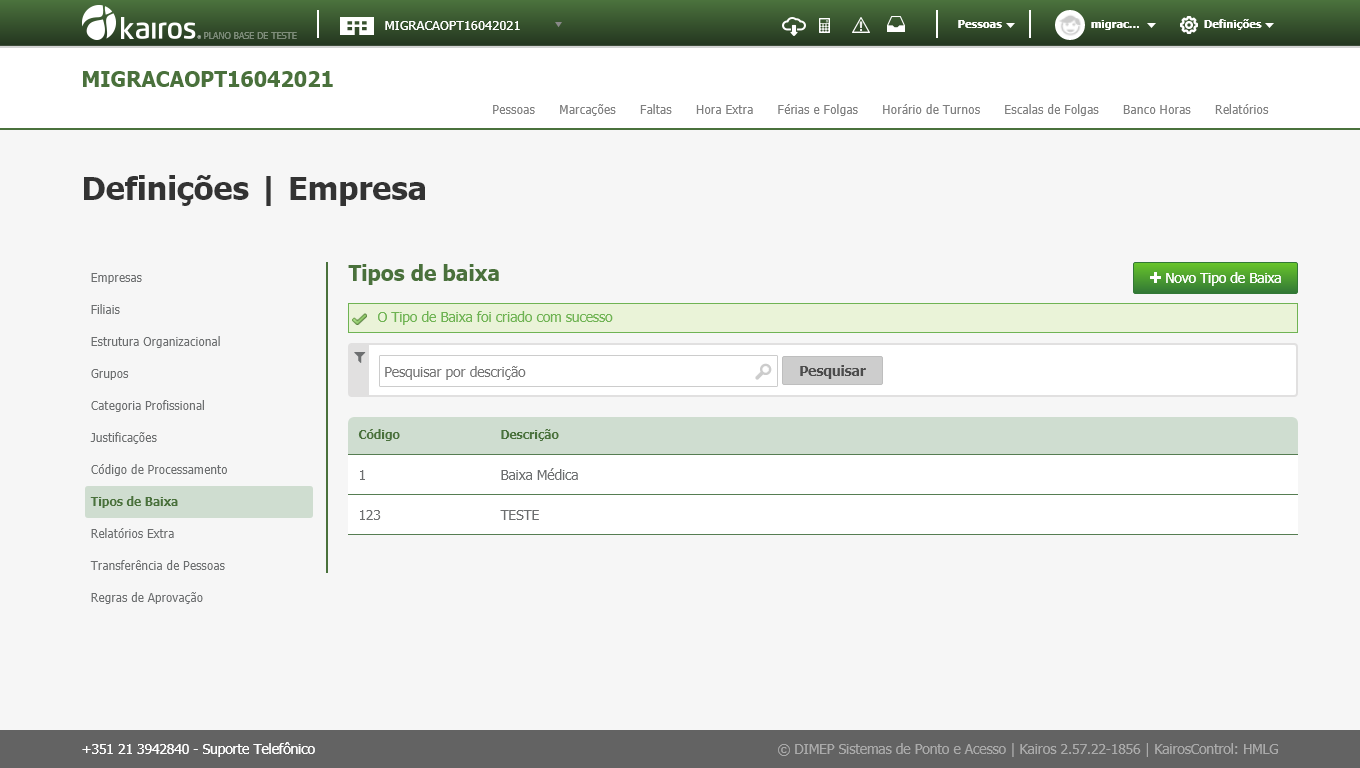 kairos. PLANO BASE DE TESTE
MIGRACAOPT16042021
Pessoas
migrac...
Definições
MIGRACAOPT16042021
Pessoas Marcações Faltas Hora Extra Férias e Folgas Horário de Turnos Escalas de Folgas Banco Horas Relatórios
Definições | Empresa
Empresas
Filiais
Estrutura Organizacional
Grupos
Categoria Profissional
Justificações
Código de Processamento
Tipos de Baixa
Relatórios Extra
Transferência de Pessoas
Regras de Aprovação
Tipos de baixa
+ Novo Tipo de Baixa
O Tipo de Baixa foi criado com sucesso
Pesquisar por descrição
Pesquisar
Código Descrição
1 Baixa Médica
123 TESTE
+351 21 3942840 - Suporte Telefônico
© DIMEP Sistemas de Ponto e Acesso | Kairos 2.57.22-1856 | KairosControl: HMLG